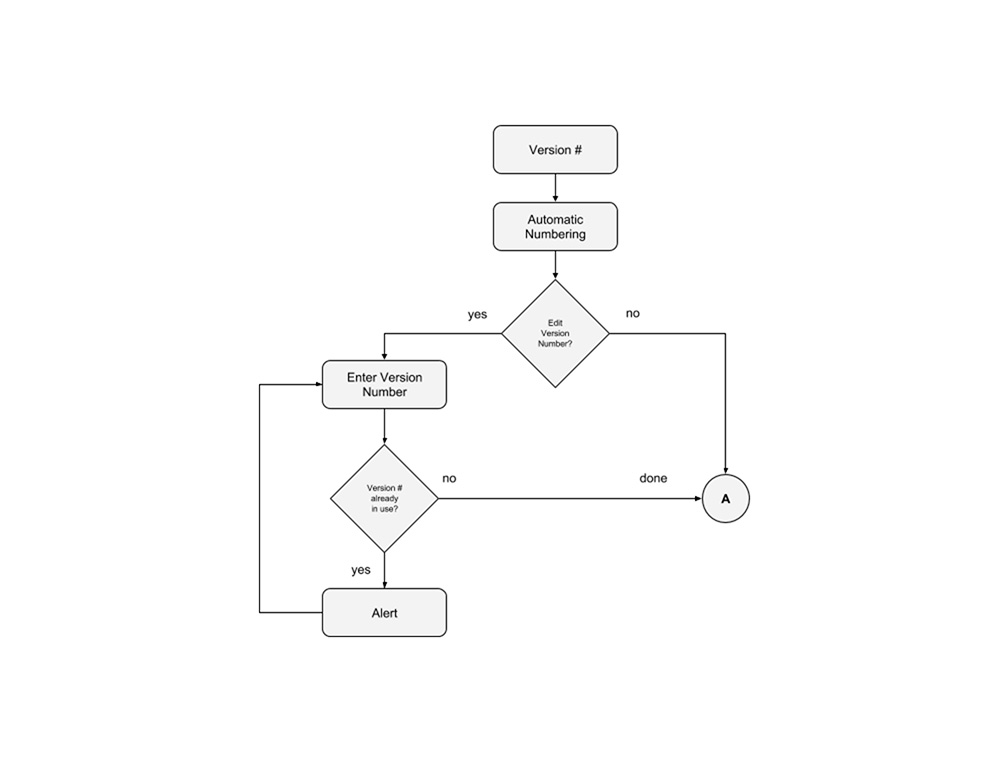 Version #
Automatic
Numbering
yes
no
Edit
Version
Number?
Enter Version
Number
no
done
Version #
already
in use?
A
yes
Alert